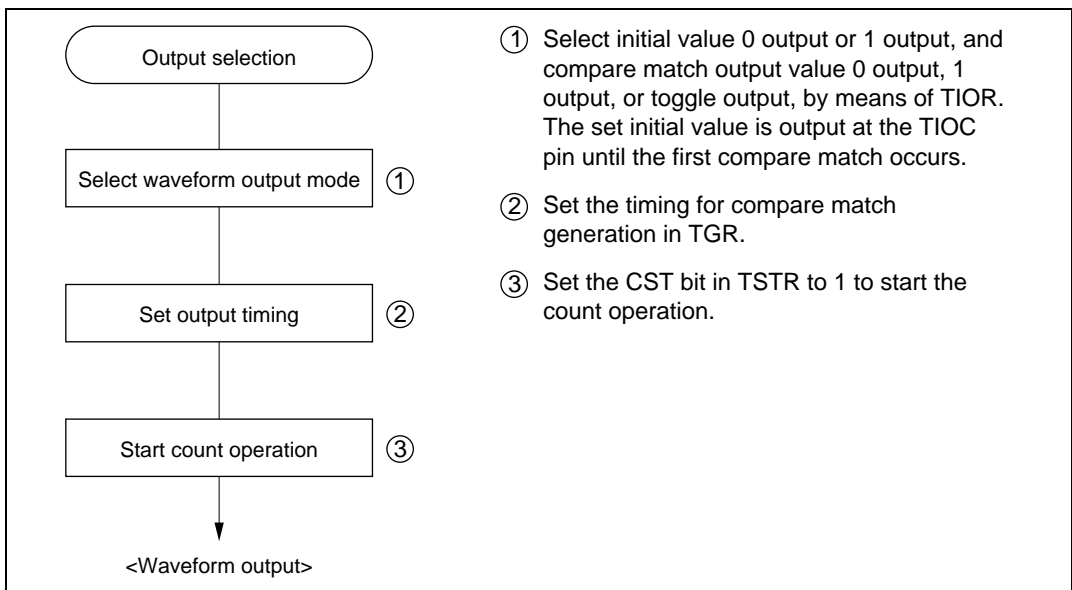 Output selection
Select waveform output mode
①
Set output timing
②
Start count operation
③
<Waveform output>
① Select initial value 0 output or 1 output, and
compare match output value 0 output, 1
output, or toggle output, by means of TIOR.
The set initial value is output at the TIOC
pin until the first compare match occurs.
② Set the timing for compare match
generation in TGR.
③ Set the CST bit in TSTR to 1 to start the
count operation.